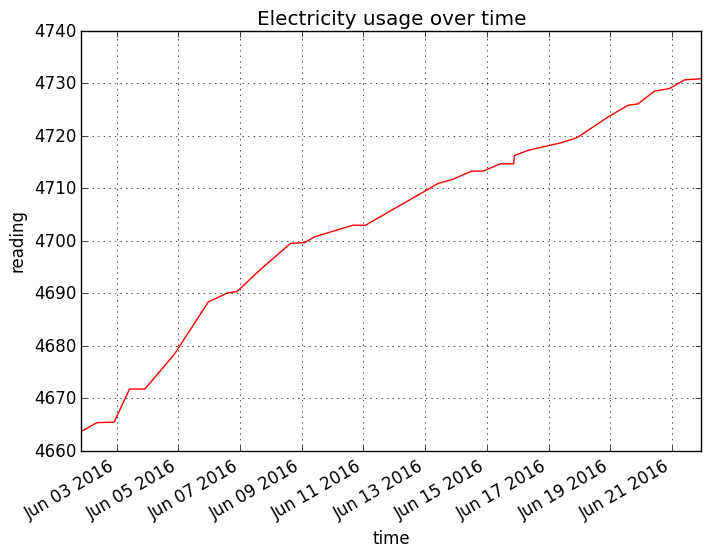 Electricity usage over time
4740
4730
4720
4710
4700
4690
4680
4670
4660
reading
Jun 03 2016
Jun 05 2016
Jun 07 2016
Jun 09 2016
Jun 11 2016
Jun 13 2016
Jun 15 2016
Jun 17 2016
Jun 19 2016
Jun 21 2016
time